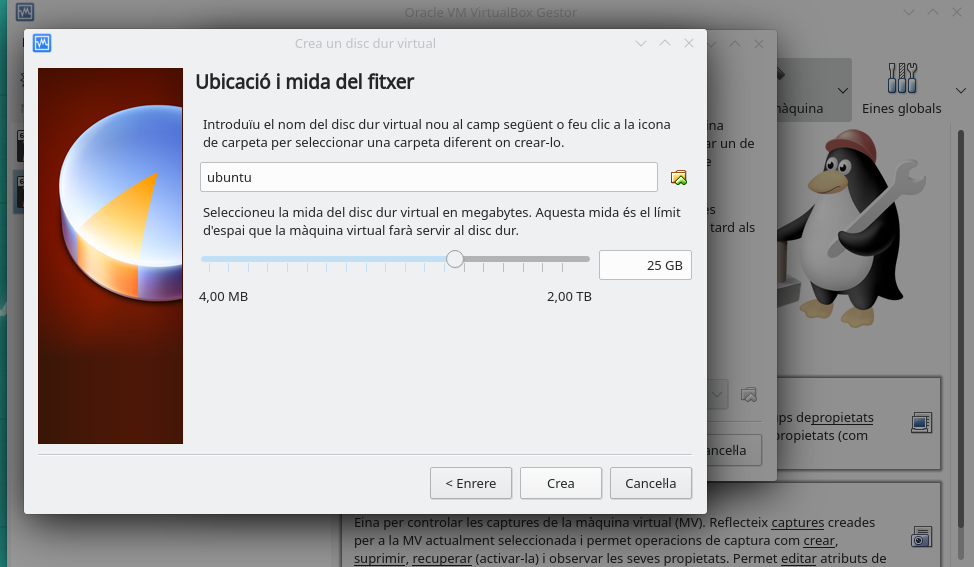 Oracle VM VirtualBox Gestor
Crea un disc dur virtual
Ubicació i mida del fitxer
Introduïu el nom del disc dur virtual nou al camp següent o feu clic a la icona
de carpeta per seleccionar una carpeta diferent on crear-lo.
ubuntu
Seleccioneu la mida del disc dur virtual en megabytes. Aquesta mida és el límit
d'espai que la màquina virtual farà servir al disc dur.
25 GB
4,00 MB
2,00 TB
< Enrere
Crea
Cancel·la
màquina
Eines globals
ar un de
tard als
propietats
propietats (com
Eina per controlar les captures de la màquina virtual (MV). Reflecteix captures creades
per a la MV actualment seleccionada i permet operacions de captura com crear,
suprimir, recuperar (activar-la) i observar les seves propietats. Permet editar atributs de